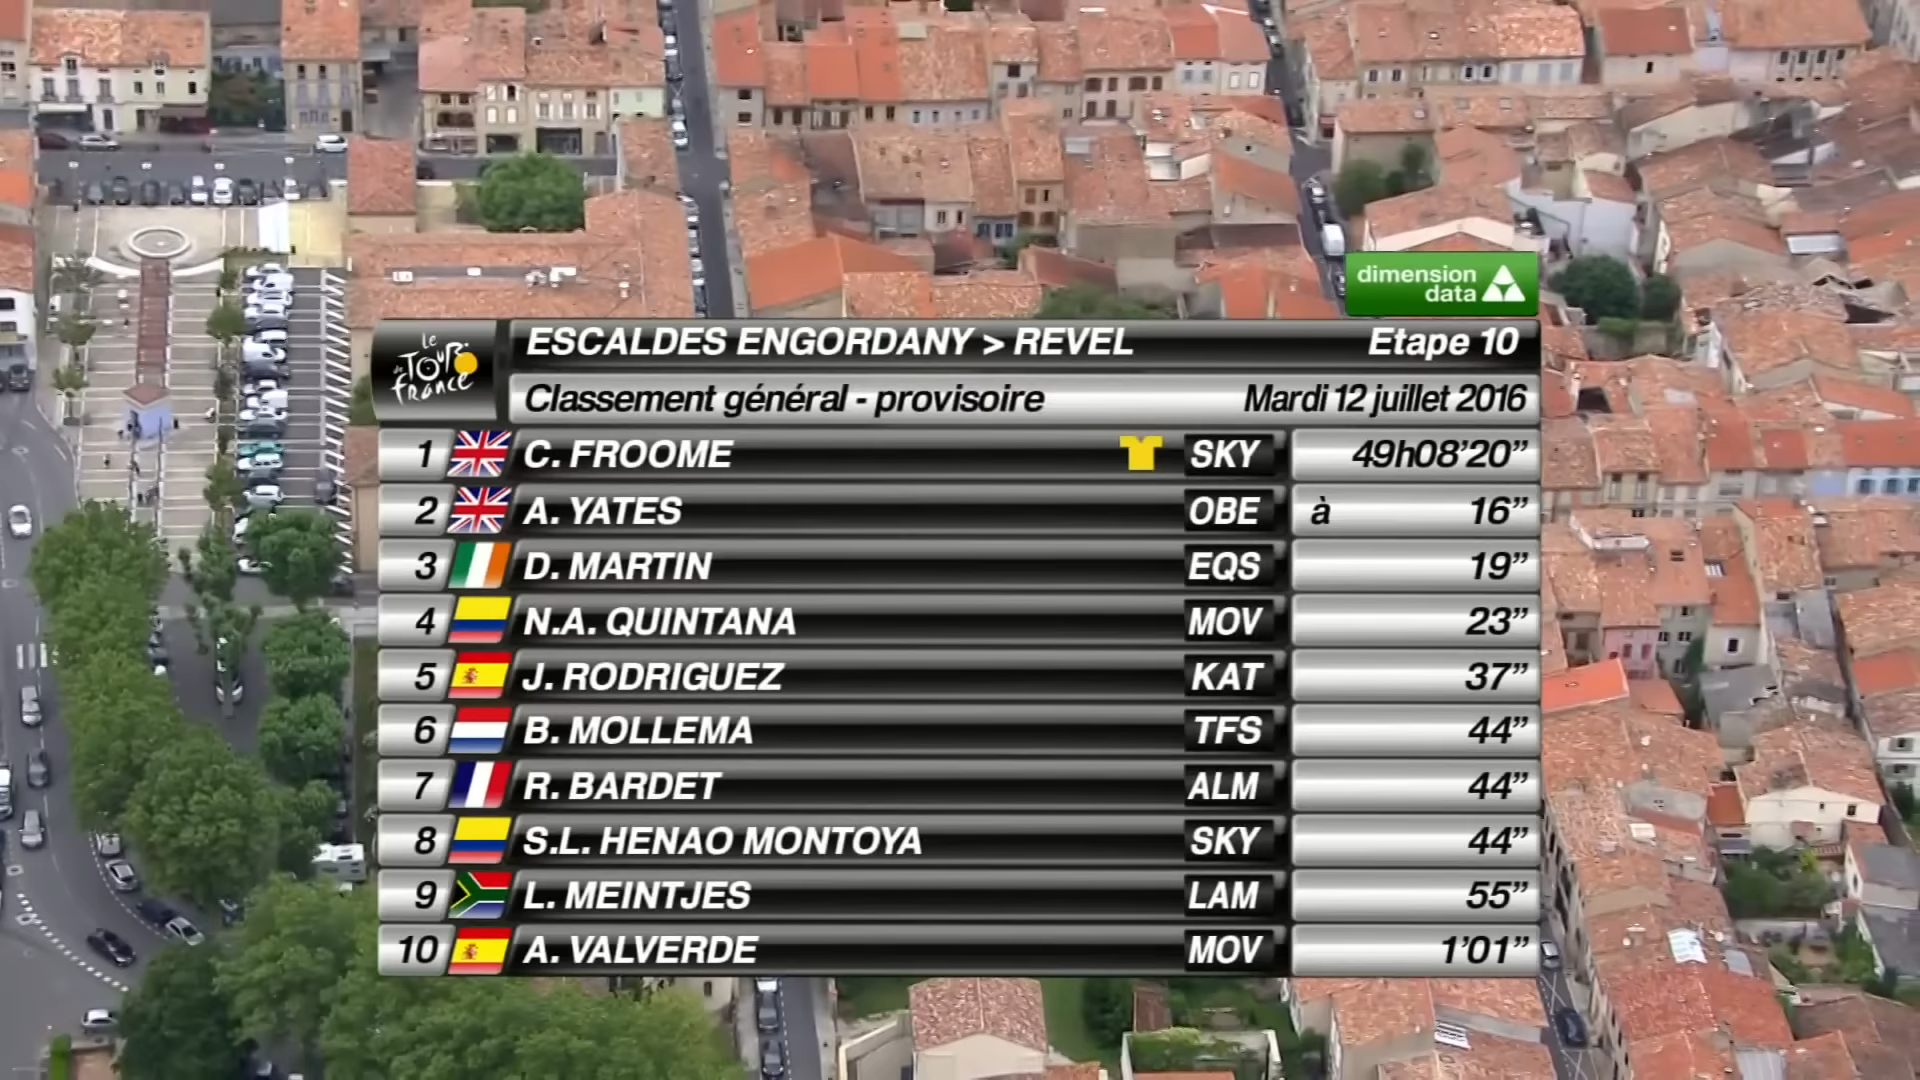 dimension
data
le
TOUR
de
france
ESCALDES ENGORDANY > REVEL Etape 10
Classement général - provisoire Mardi 12 juillet 2016
1 C. FROOME SKY 49h08'20”
2 A. YATES OBE à 16”
3 D. MARTIN EQS 19”
4 N.A. QUINTANA MOV 23”
5 J. RODRIGUEZ KAT 37”
6 B. MOLLEMA TFS 44”
7 R. BARDET ALM 44”
8 S.L. HENAO MONTOYA SKY 44”
9 L. MEINTJES LAM 55”
10 A. VALVERDE MOV 1'01”